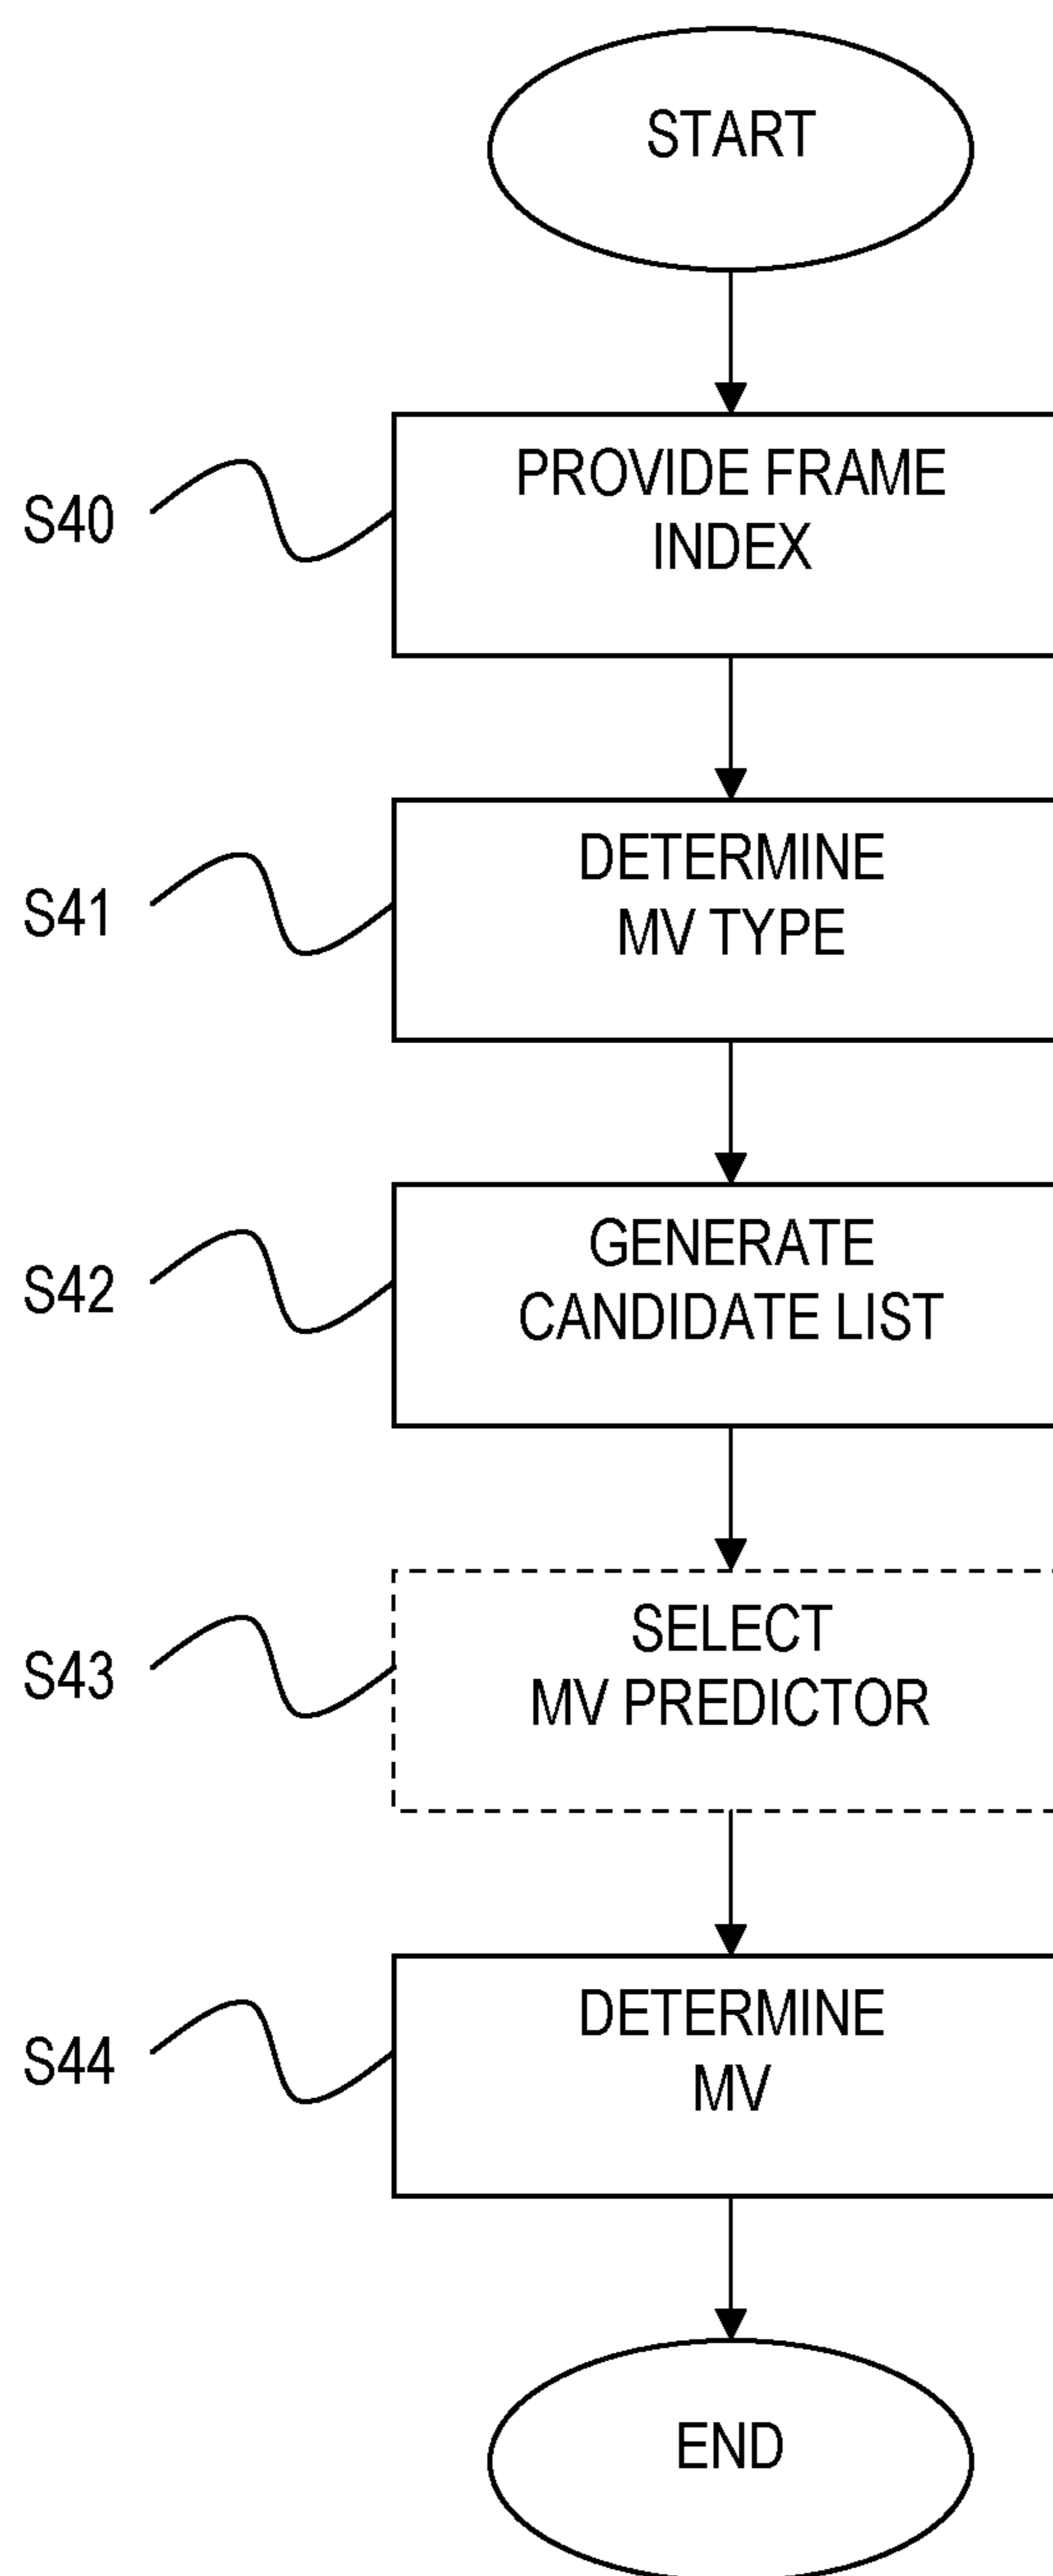 START
S40
PROVIDE FRAME
INDEX
S41
DETERMINE
MV TYPE
S42
GENERATE
CANDIDATE LIST
S43
SELECT
MV PREDICTOR
S44
DETERMINE
MV
END